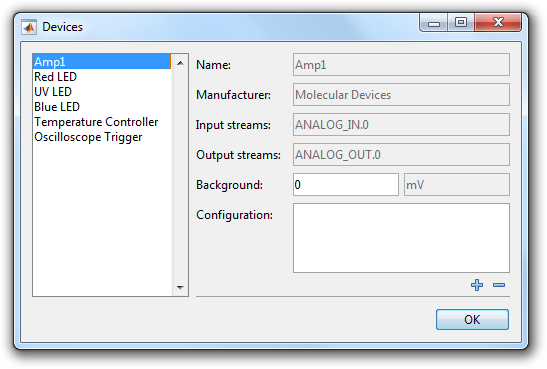 Devices
Amp1
Red LED
UV LED
Blue LED
Temperature Controller
Oscilloscope Trigger
Name: Amp1
Manufacturer: Molecular Devices
Input streams: ANALOG_IN.0
Output streams: ANALOG_OUT.0
Background: 0 mV
Configuration:
OK